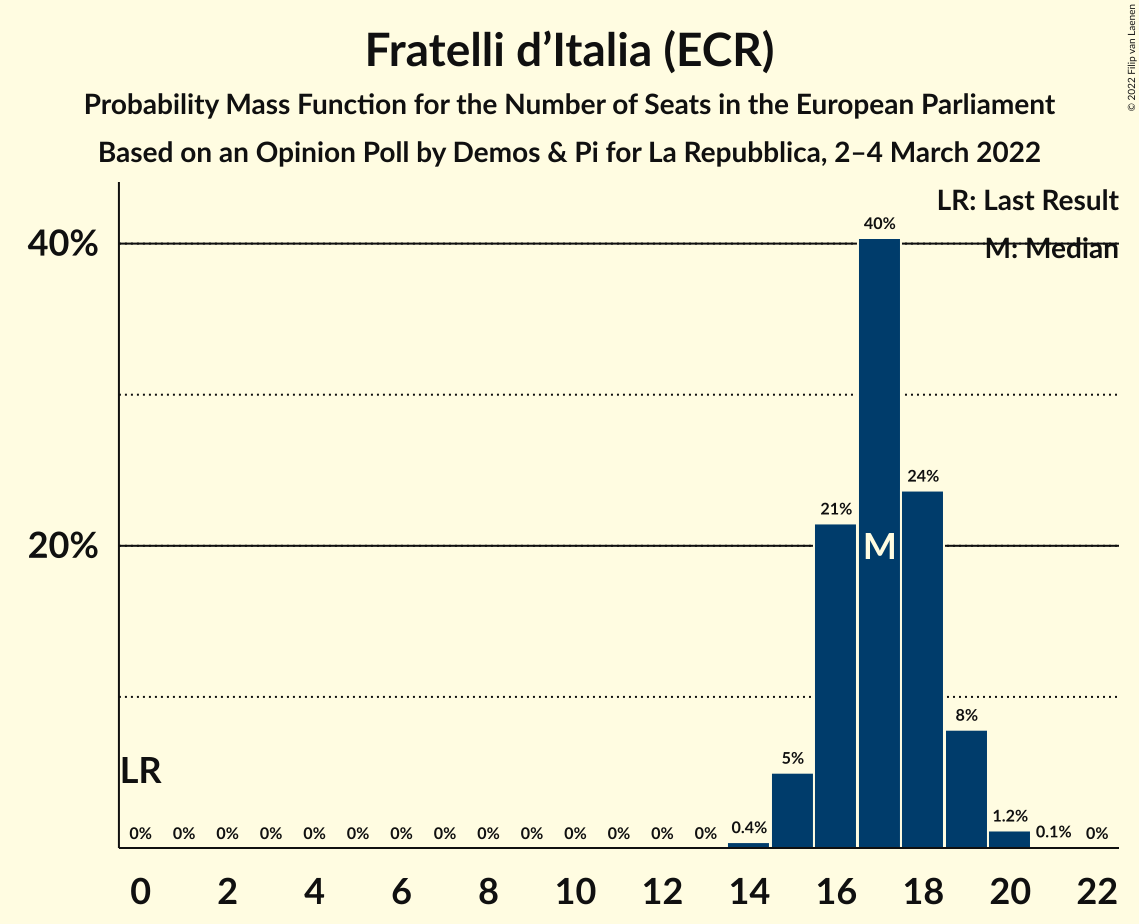 © 2022 Filip van Laenen
Fratelli d’Italia (ECR)
Probability Mass Function for the Number of Seats in the European Parliament
Based on an Opinion Poll by Demos & Pi for La Repubblica, 2–4 March 2022
LR: Last Result
M: Median
40%
20%
40%
24%
21%
M
8%
5%
LR
1.2%
0.4%
0.1%
0% 0% 0% 0% 0% 0% 0% 0% 0% 0% 0% 0% 0% 0% 0%
0 2 4 6 8 10 12 14 16 18 20 22